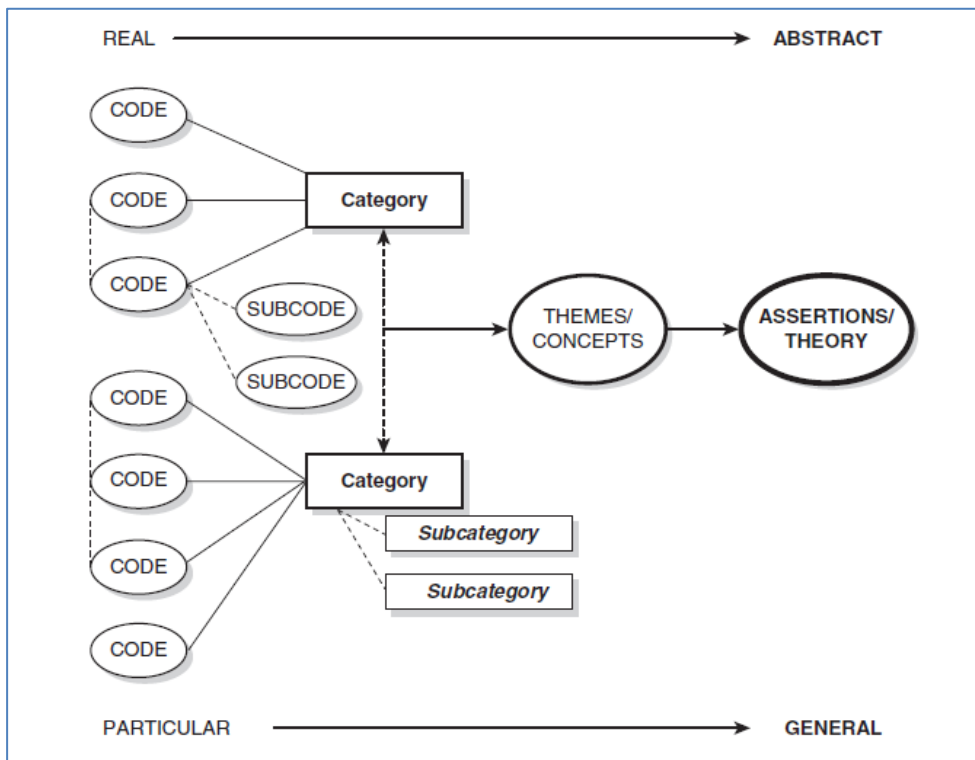 REAL
ABSTRACT
CODE
CODE
Category
CODE
SUBCODE
SUBCODE
THEMES/
CONCEPTS
ASSERTIONS/
THEORY
CODE
CODE
Category
Subcategory
CODE
Subcategory
CODE
PARTICULAR
GENERAL